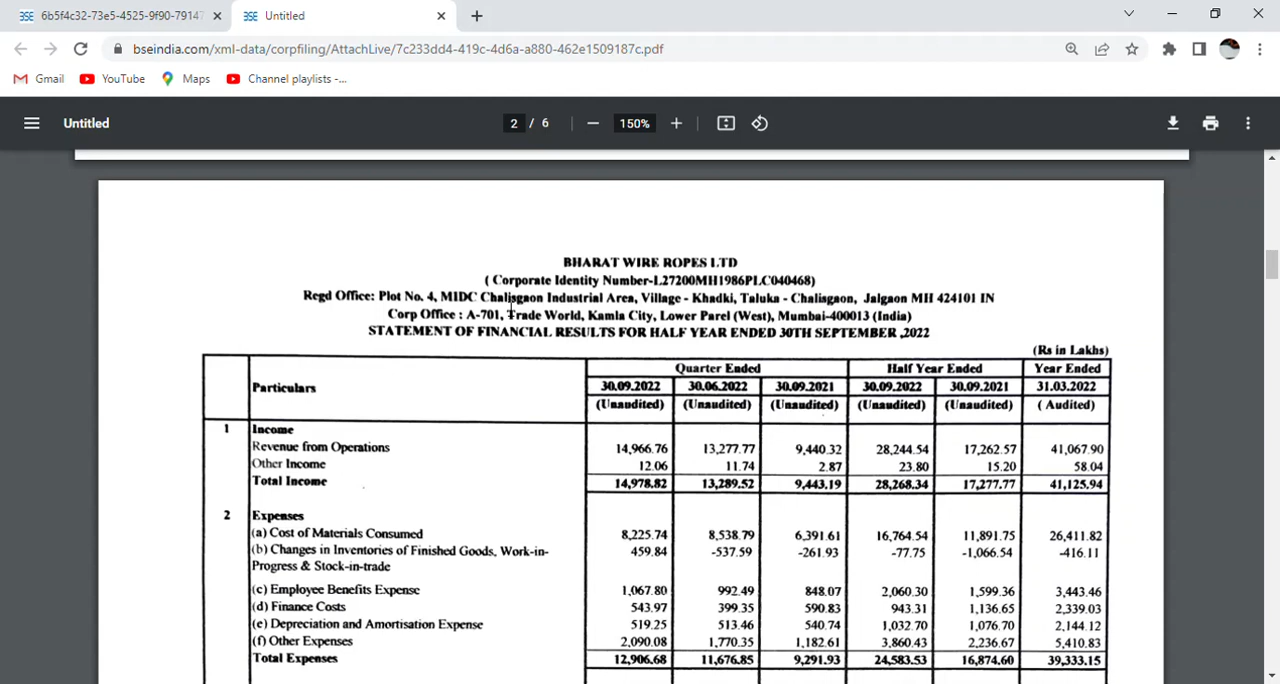 6b5f4c32-73e5-4525-9f90-79147
Untitled
bseindia.com/xml-data/corpfiling/AttachLive/7c233dd4-419c-4d6a-a880-462e1509187c.pdf
Gmail YouTube Maps Channel playlists -...
Untitled 2 / 6 150%
BHARAT WIRE ROPES LTD
( Corporate Identity Number-L27200MH1986PLC040468)
Regd Office: Plot No. 4, MIDC Chalisgaon Industrial Area, Village - Khadki, Taluka - Chalisgaon, Jalgaon MH 424101 IN
Corp Office : A-701, Trade World, Kamla City, Lower Parel (West), Mumbai-400013 (India)
STATEMENT OF FINANCIAL RESULTS FOR HALF YEAR ENDED 30TH SEPTEMBER ,2022
(Rs in Lakhs)
Particulars Quarter Ended Half Year Ended Year Ended
30.09.2022 30.06.2022 30.09.2021 30.09.2022 30.09.2021 31.03.2022
(Unaudited) (Unaudited) (Unaudited) (Unaudited) (Unaudited) ( Audited)
1 Income
Revenue from Operations 14,966.76 13,277.77 9,440.32 28,244.54 17,262.57 41,067.90
Other Income 12.06 11.74 2.87 23.80 15.20 58.04
Total Income 14,978.82 13,289.52 9,443.19 28,268.34 17,277.77 41,125.94
2 Expenses
(a) Cost of Materials Consumed 8,225.74 8,538.79 6,391.61 16,764.54 11,891.75 26,411.82
(b) Changes in Inventories of Finished Goods, Work-in- 459.84 -537.59 -261.93 -77.75 -1,066.54 -416.11
Progress & Stock-in-trade
(c) Employee Benefits Expense 1,067.80 992.49 848.07 2,060.30 1,599.36 3,443.46
(d) Finance Costs 543.97 399.35 590.83 943.31 1,136.65 2,339.03
(e) Depreciation and Amortisation Expense 519.25 513.46 540.74 1,032.70 1,076.70 2,144.12
(f) Other Expenses 2,090.08 1,770.35 1,182.61 3,860.43 2,236.67 5,410.83
Total Expenses 12,906.68 11,676.85 9,291.93 24,583.53 16,874.60 39,333.15